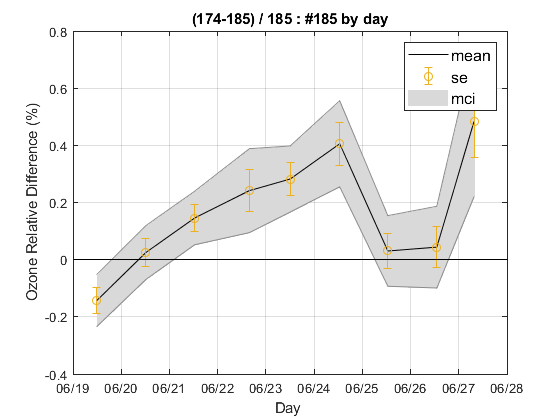 (174-185) / 185 : #185 by day
mean
se
mci
Ozone Relative Difference (%)
0.8
0.6
0.4
0.2
0
-0.2
-0.4
06/19 06/20 06/21 06/22 06/23 06/24 06/25 06/26 06/27 06/28
Day